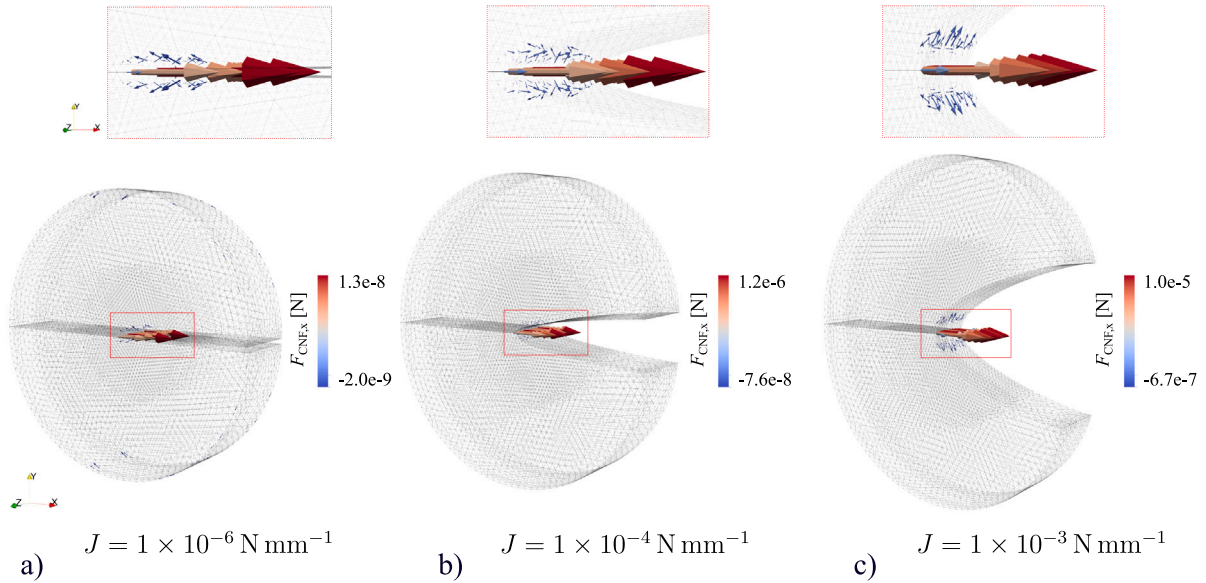 Y
Z X
1.3e-8
F_CNF,x [N]
-2.0e-9
1.2e-6
F_CNF,x [N]
-7.6e-8
1.0e-5
F_CNF,x [N]
-6.7e-7
Y
Z X
a) J = 1 × 10⁻⁶ N mm⁻¹
b) J = 1 × 10⁻⁴ N mm⁻¹
c) J = 1 × 10⁻³ N mm⁻¹